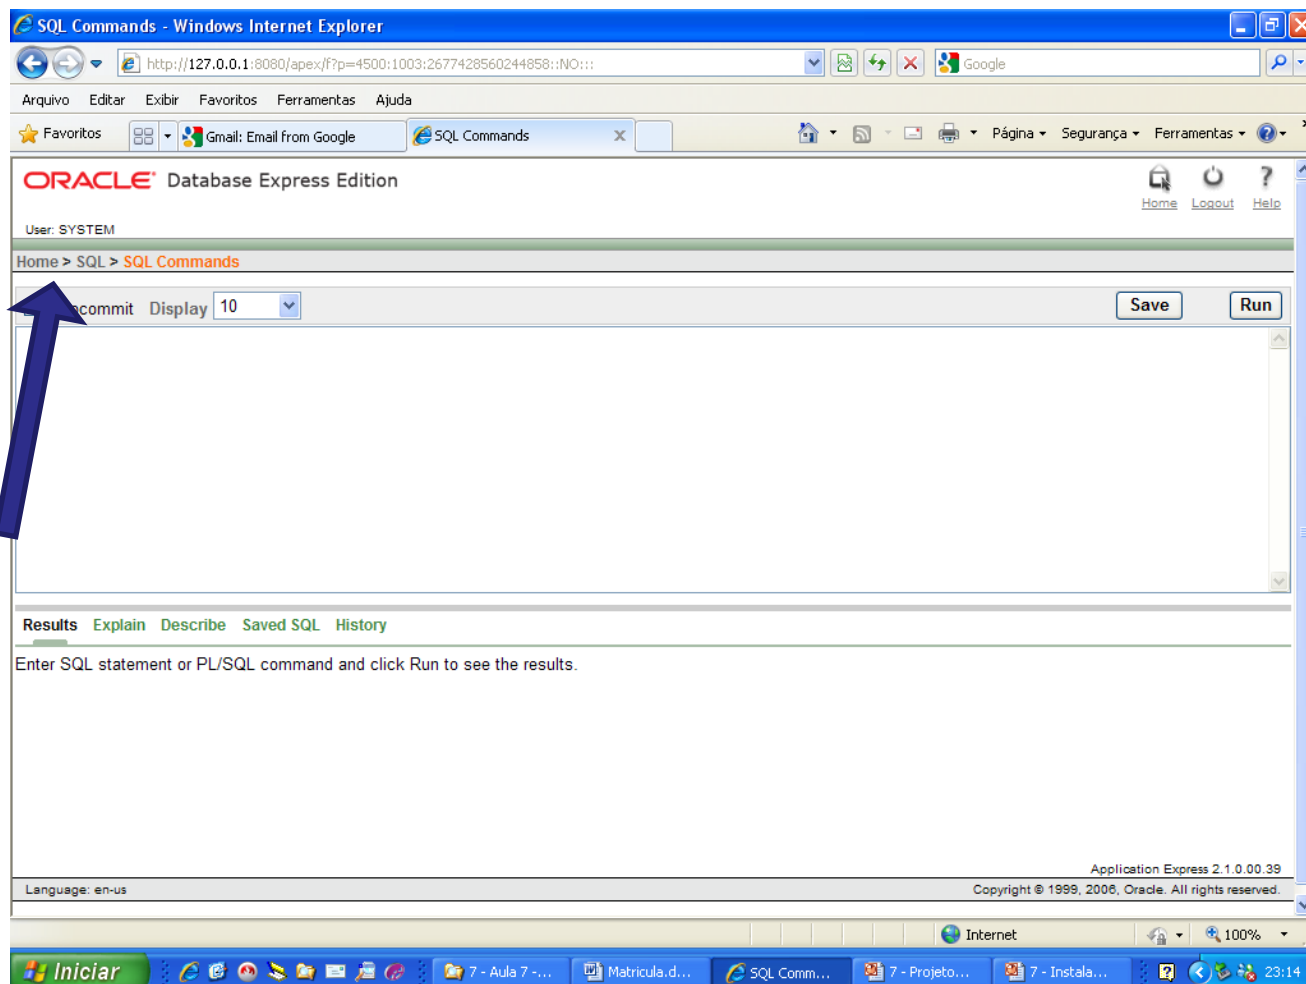 SQL Commands - Windows Internet Explorer
http://127.0.0.1:8080/apex/f?p=4500:1003:2677428560244858::NO:::
Google
Arquivo Editar Exibir Favoritos Ferramentas Ajuda
Favoritos Gmail: Email from Google SQL Commands Página Segurança Ferramentas
ORACLE Database Express Edition
Home Logout Help
User: SYSTEM
Home > SQL > SQL Commands
Display 10 Save Run
Results Explain Describe Saved SQL History
Enter SQL statement or PL/SQL command and click Run to see the results.
Application Express 2.1.0.00.39
Language: en-us Copyright © 1999, 2006, Oracle. All rights reserved.
Internet 100%
Iniciar 7 - Aula 7 -... Matricula.d... SQL Comm... 7 - Projeto... 7 - Instala... 23:14